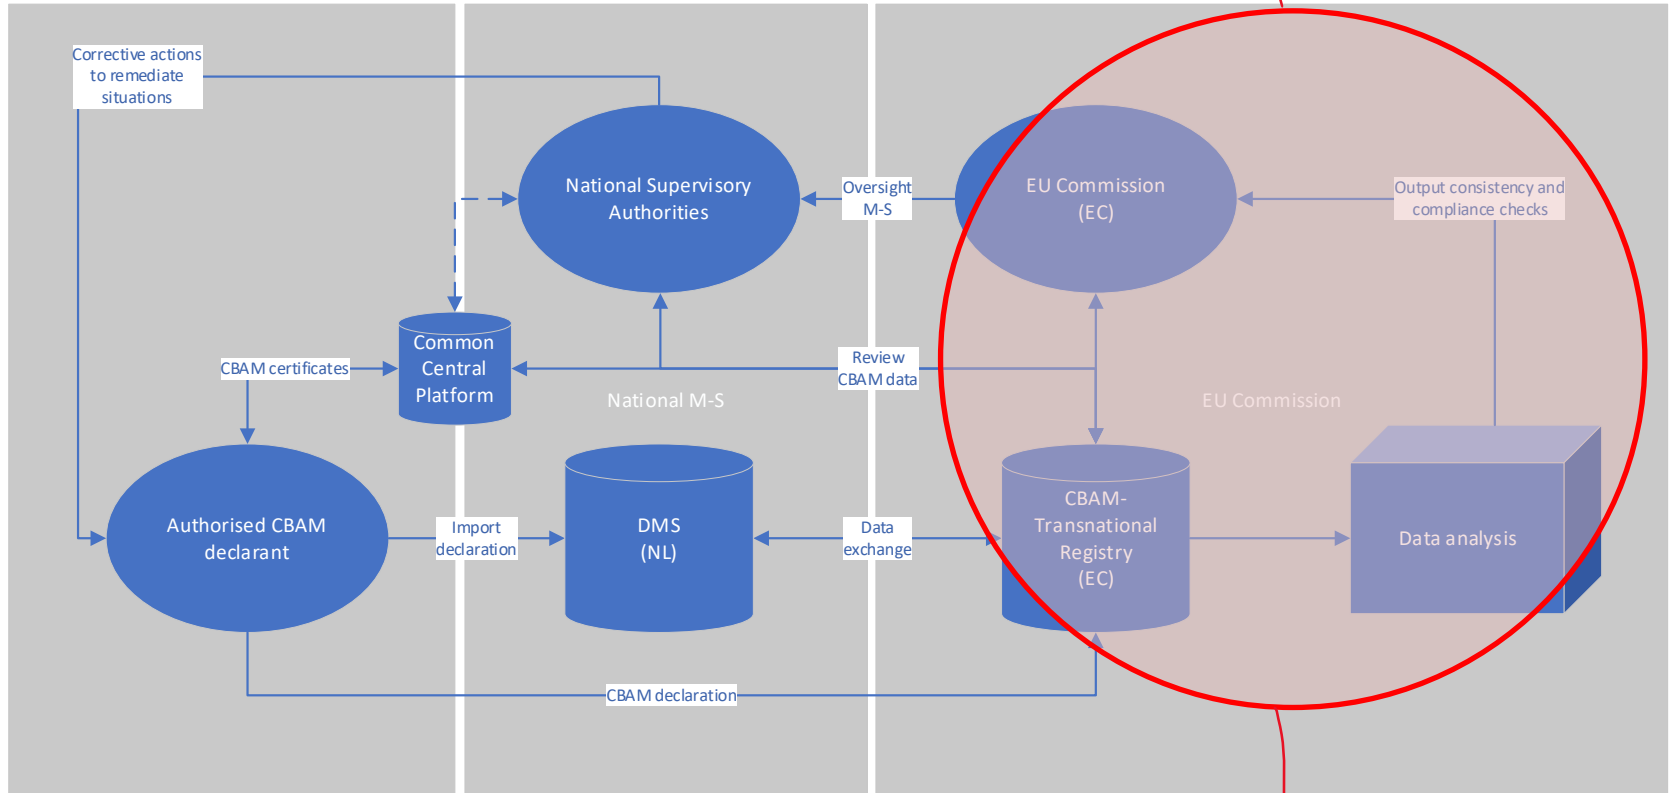 Corrective actions
to remediate
situations
National Supervisory
Authorities
Oversight
M-S
EU Commission
(EC)
Output consistency and
compliance checks
Common
Central
Platform
CBAM certificates
Review
CBAM data
National M-S
EU Commission
Authorised CBAM
declarant
Import
declaration
DMS
(NL)
Data
exchange
CBAM-
Transnational
Registry
(EC)
Data analysis
CBAM declaration